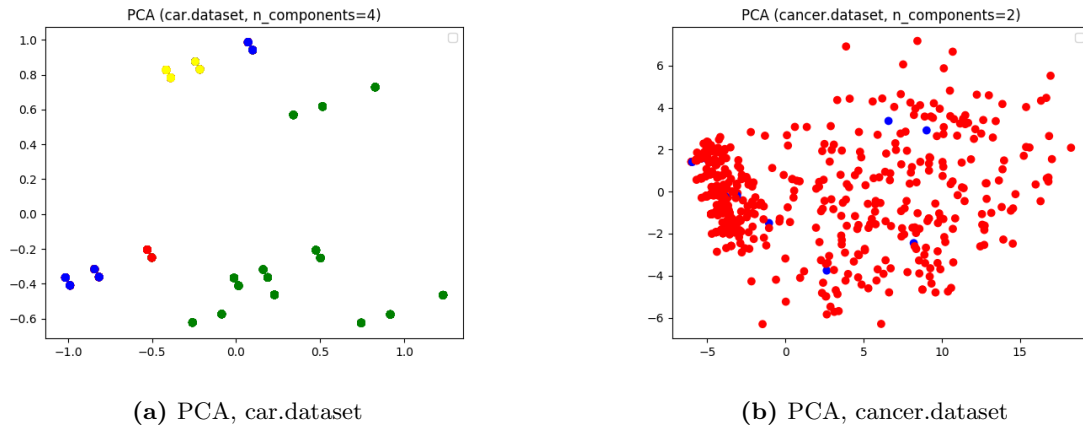 PCA (car.dataset, n_components=4)
1.0
0.8
0.6
0.4
0.2
0.0
−0.2
−0.4
−0.6
−1.0 −0.5 0.0 0.5 1.0
(a) PCA, car.dataset
PCA (cancer.dataset, n_components=2)
6
4
2
0
−2
−4
−6
−5 0 5 10 15
(b) PCA, cancer.dataset